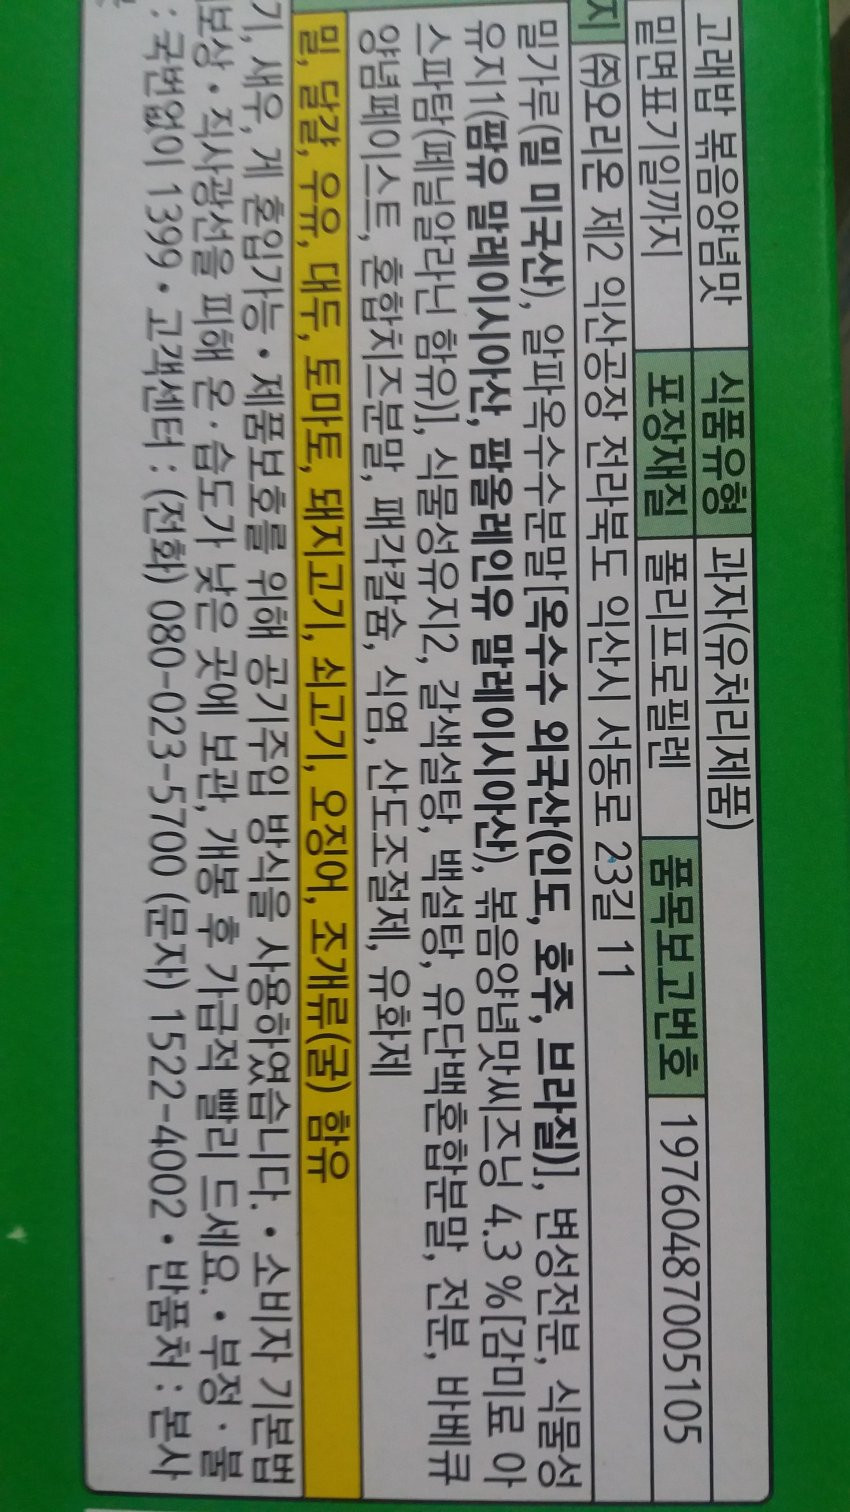 고래밥 볶음양념맛 식품유형 과자(유처리제품)
밑면표기일까지 포장재질 폴리프로필렌 품목보고번호 19760487005105
지 ㈜오리온 제2 익산공장 전라북도 익산시 서동로 23길 11
밀가루(밀 미국산), 알파옥수수분말[옥수수 외국산(인도, 호주, 브라질)], 변성전분, 식물성
유지1(팜유 말레이시아산, 팜올레인유 말레이시아산), 볶음양념맛씨즈닝 4.3 %[감미료 아
스파탐(페닐알라닌 함유)], 식물성유지2, 갈색설탕, 백설탕, 유단백혼합분말, 전분, 바베큐
양념페이스트, 혼합치즈분말, 패각칼슘, 식염, 산도조절제, 유화제
밀, 달걀, 우유, 대두, 토마토, 돼지고기, 쇠고기, 오징어, 조개류(굴) 함유
기, 새우, 게 혼입가능 • 제품보호를 위해 공기주입 방식을 사용하였습니다. • 소비자 기본법
보상 • 직사광선을 피해 온·습도가 낮은 곳에 보관, 개봉 후 가급적 빨리 드세요. • 부정·불
: 국번없이 1399 • 고객센터 : (전화) 080-023-5700 (문자) 1522-4002 • 반품처 : 본사